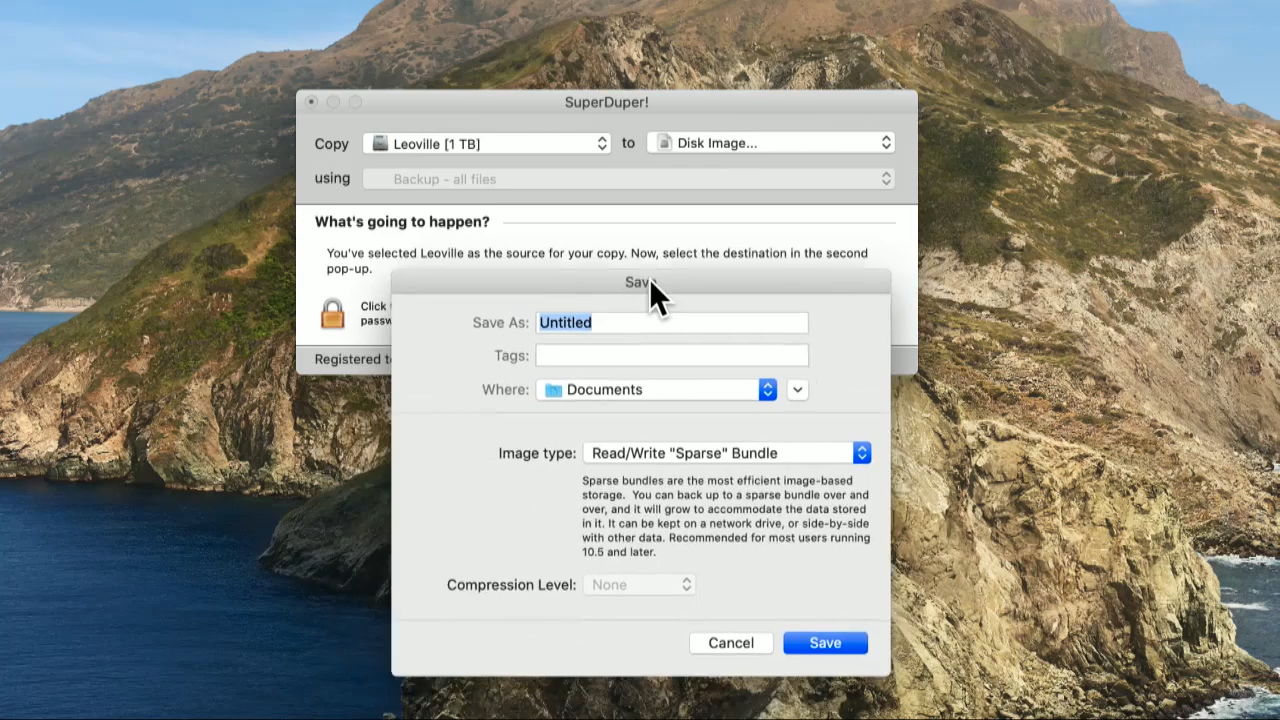 SuperDuper!
Copy Leoville [1 TB] to Disk Image...
using Backup - all files
What's going to happen?
You've selected Leoville as the source for your copy. Now, select the destination in the second
pop-up.
Click
passw
Registered t
Sav
Save As: Untitled
Tags:
Where: Documents
Image type: Read/Write "Sparse" Bundle
Sparse bundles are the most efficient image-based
storage. You can back up to a sparse bundle over and
over, and it will grow to accommodate the data stored
in it. It can be kept on a network drive, or side-by-side
with other data. Recommended for most users running
10.5 and later.
Compression Level: None
Cancel Save